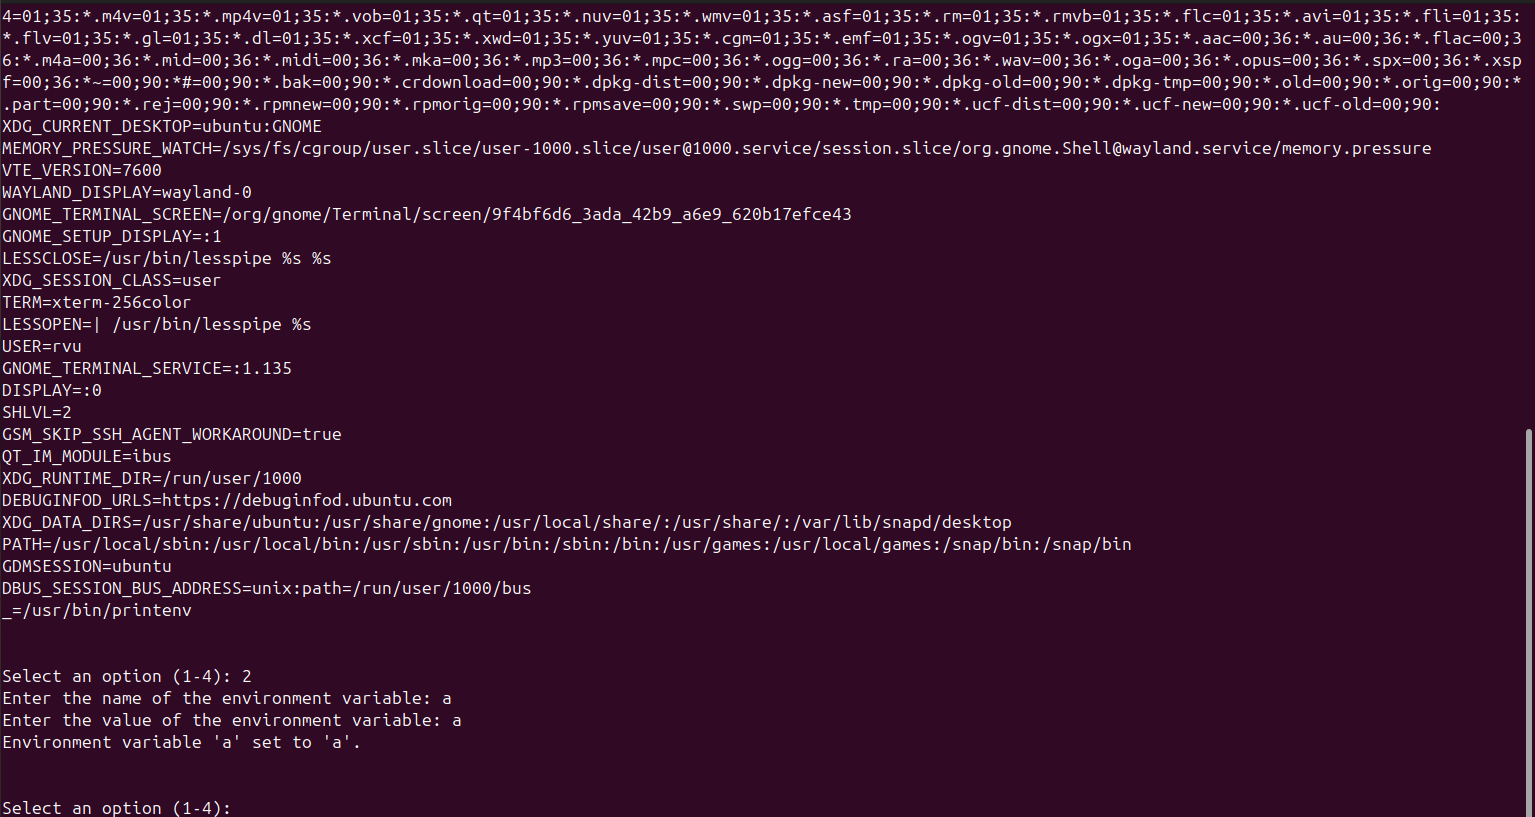 4=01;35:*.m4v=01;35:*.mp4v=01;35:*.vob=01;35:*.qt=01;35:*.nuv=01;35:*.wmv=01;35:*.asf=01;35:*.rm=01;35:*.rmvb=01;35:*.flc=01;35:*.avi=01;35:*.fli=01;35:
*.flv=01;35:*.gl=01;35:*.dl=01;35:*.xcf=01;35:*.xwd=01;35:*.yuv=01;35:*.cgm=01;35:*.emf=01;35:*.ogv=01;35:*.ogx=01;35:*.aac=00;36:*.au=00;36:*.flac=00;3
6:*.m4a=00;36:*.mid=00;36:*.midi=00;36:*.mka=00;36:*.mp3=00;36:*.mpc=00;36:*.ogg=00;36:*.ra=00;36:*.wav=00;36:*.oga=00;36:*.opus=00;36:*.spx=00;36:*.xsp
f=00;36:*~=00;90:*#=00;90:*.bak=00;90:*.crdownload=00;90:*.dpkg-dist=00;90:*.dpkg-new=00;90:*.dpkg-old=00;90:*.dpkg-tmp=00;90:*.old=00;90:*.orig=00;90:*
.part=00;90:*.rej=00;90:*.rpmnew=00;90:*.rpmorig=00;90:*.rpmsave=00;90:*.swp=00;90:*.tmp=00;90:*.ucf-dist=00;90:*.ucf-new=00;90:*.ucf-old=00;90:
XDG_CURRENT_DESKTOP=ubuntu:GNOME
MEMORY_PRESSURE_WATCH=/sys/fs/cgroup/user.slice/user-1000.slice/user@1000.service/session.slice/org.gnome.Shell@wayland.service/memory.pressure
VTE_VERSION=7600
WAYLAND_DISPLAY=wayland-0
GNOME_TERMINAL_SCREEN=/org/gnome/Terminal/screen/9f4bf6d6_3ada_42b9_a6e9_620b17efce43
GNOME_SETUP_DISPLAY=:1
LESSCLOSE=/usr/bin/lesspipe %s %s
XDG_SESSION_CLASS=user
TERM=xterm-256color
LESSOPEN=| /usr/bin/lesspipe %s
USER=rvu
GNOME_TERMINAL_SERVICE=:1.135
DISPLAY=:0
SHLVL=2
GSM_SKIP_SSH_AGENT_WORKAROUND=true
QT_IM_MODULE=ibus
XDG_RUNTIME_DIR=/run/user/1000
DEBUGINFOD_URLS=https://debuginfod.ubuntu.com
XDG_DATA_DIRS=/usr/share/ubuntu:/usr/share/gnome:/usr/local/share/:/usr/share/:/var/lib/snapd/desktop
PATH=/usr/local/sbin:/usr/local/bin:/usr/sbin:/usr/bin:/sbin:/bin:/usr/games:/usr/local/games:/snap/bin:/snap/bin
GDMSESSION=ubuntu
DBUS_SESSION_BUS_ADDRESS=unix:path=/run/user/1000/bus
_=/usr/bin/printenv
Select an option (1-4): 2
Enter the name of the environment variable: a
Enter the value of the environment variable: a
Environment variable 'a' set to 'a'.
Select an option (1-4):